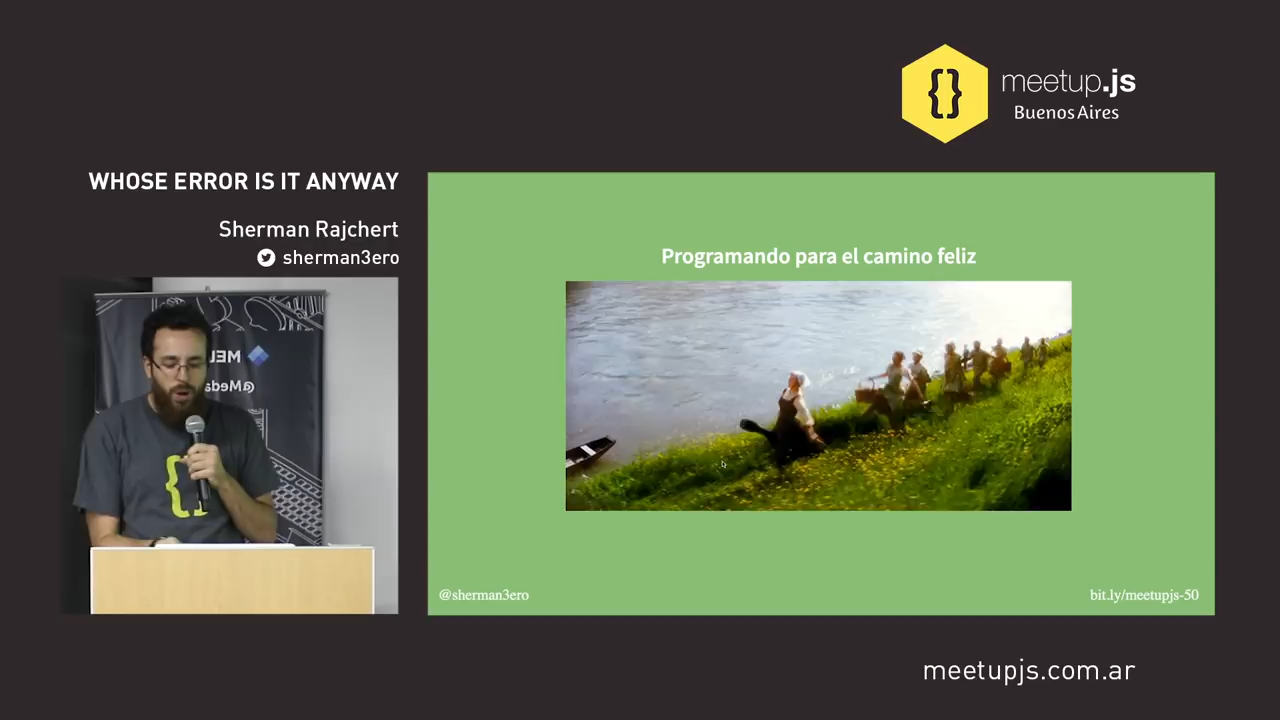 {}
meetup.js
Buenos Aires
WHOSE ERROR IS IT ANYWAY
Sherman Rajchert
sherman3ero
Programando para el camino feliz
@sherman3ero
bit.ly/meetupjs-50
meetupjs.com.ar